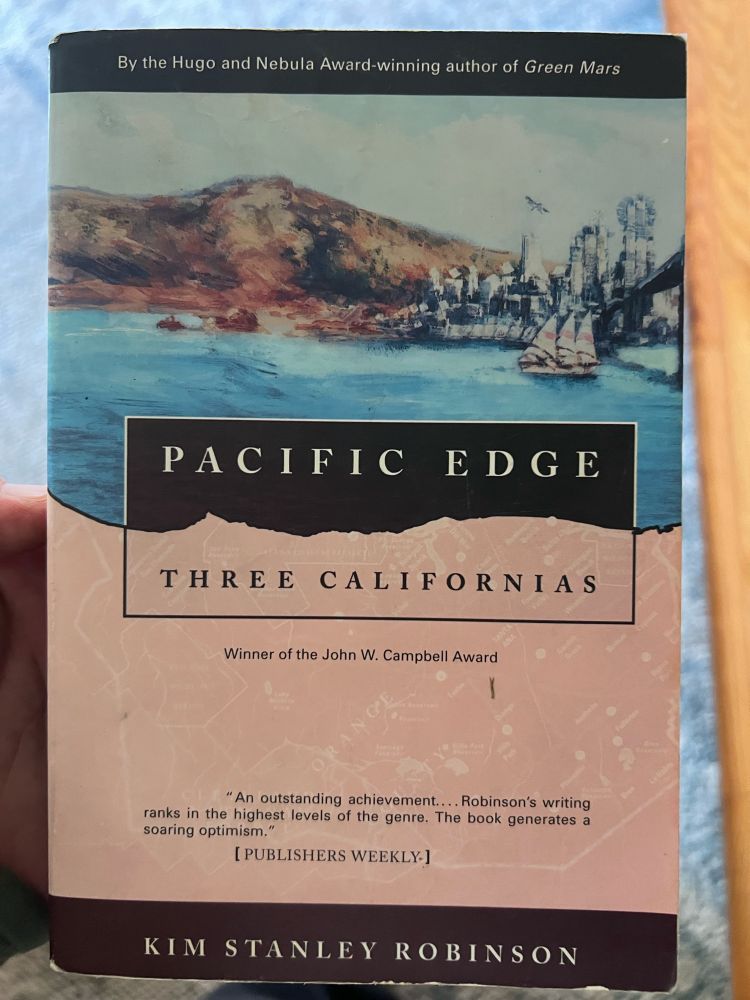 By the Hugo and Nebula Award-winning author of Green Mars
PACIFIC EDGE
THREE CALIFORNIAS
Winner of the John W. Campbell Award
ORANGE
"An outstanding achievement.... Robinson's writing
ranks in the highest levels of the genre. The book generates a
soaring optimism."
[ PUBLISHERS WEEKLY ]
KIM STANLEY ROBINSON